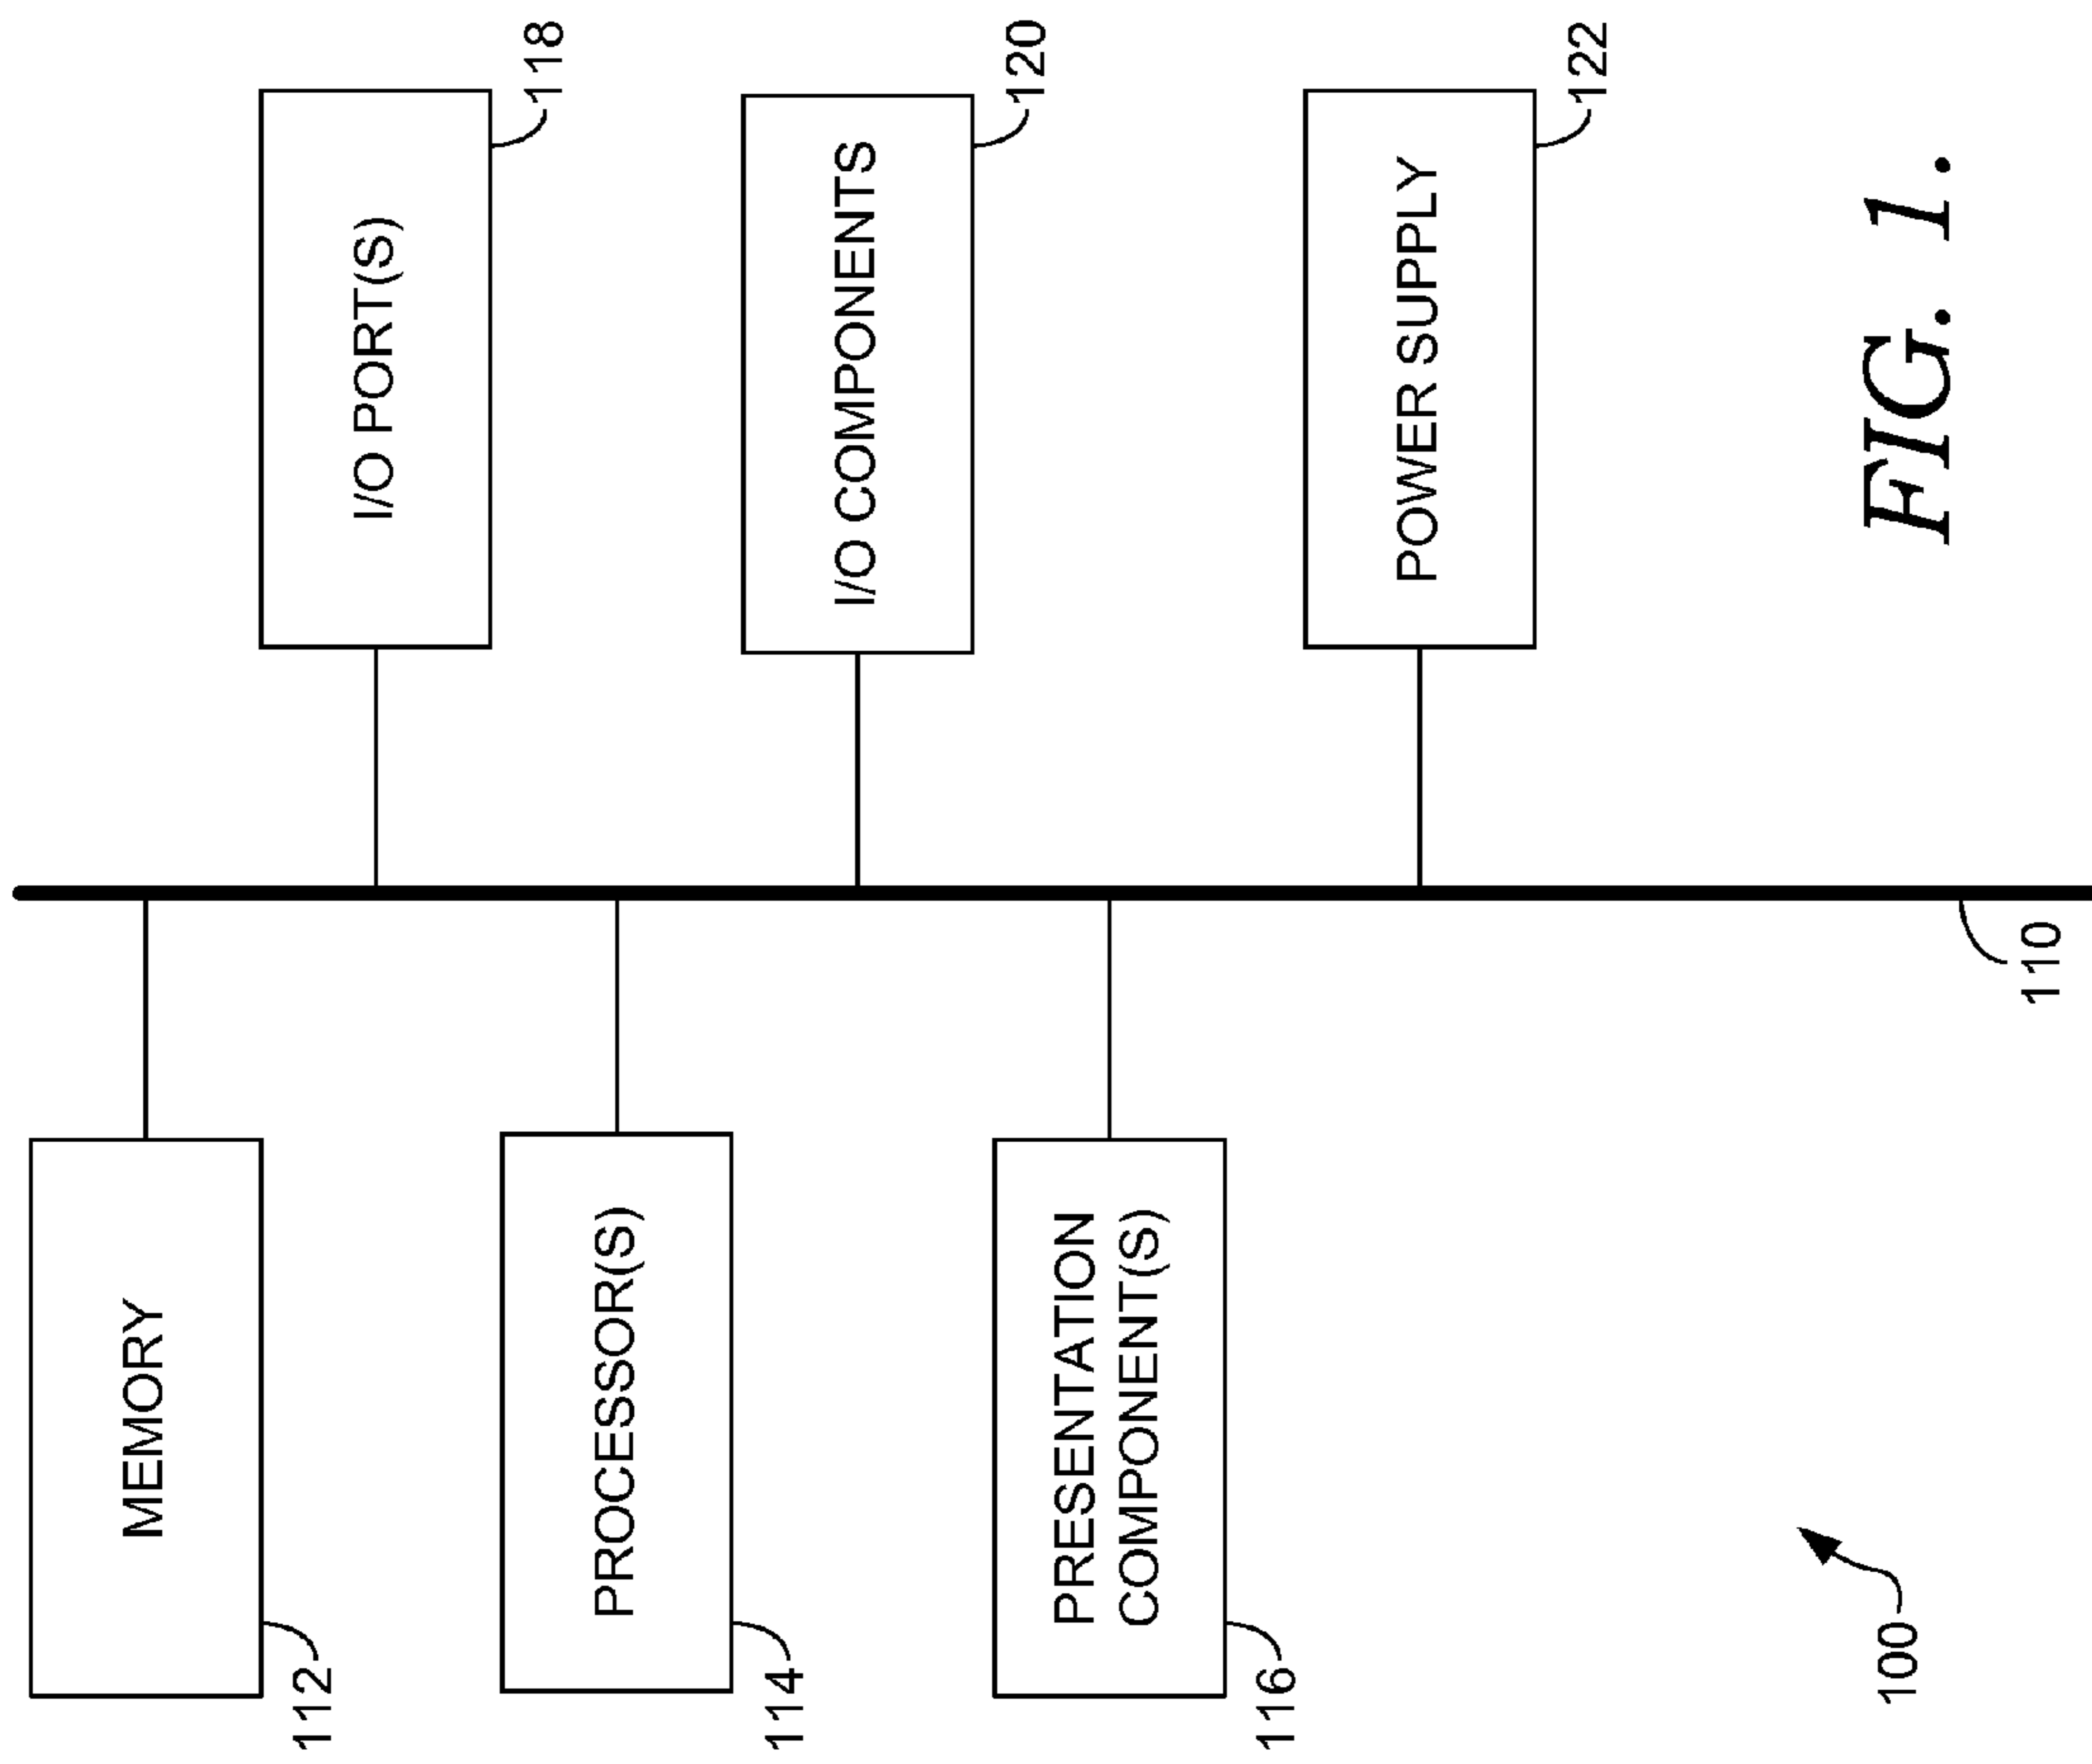 MEMORY
112
PROCESSOR(S)
114
PRESENTATION
COMPONENT(S)
116
I/O PORT(S)
118
I/O COMPONENTS
120
POWER SUPPLY
122
110
100
FIG. 1.